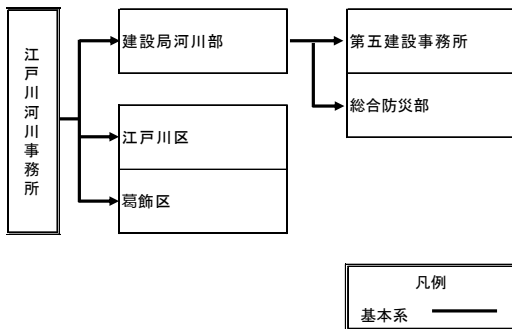 江戸川河川事務所
建設局河川部
江戸川区
葛飾区
第五建設事務所
総合防災部
凡例
基本系